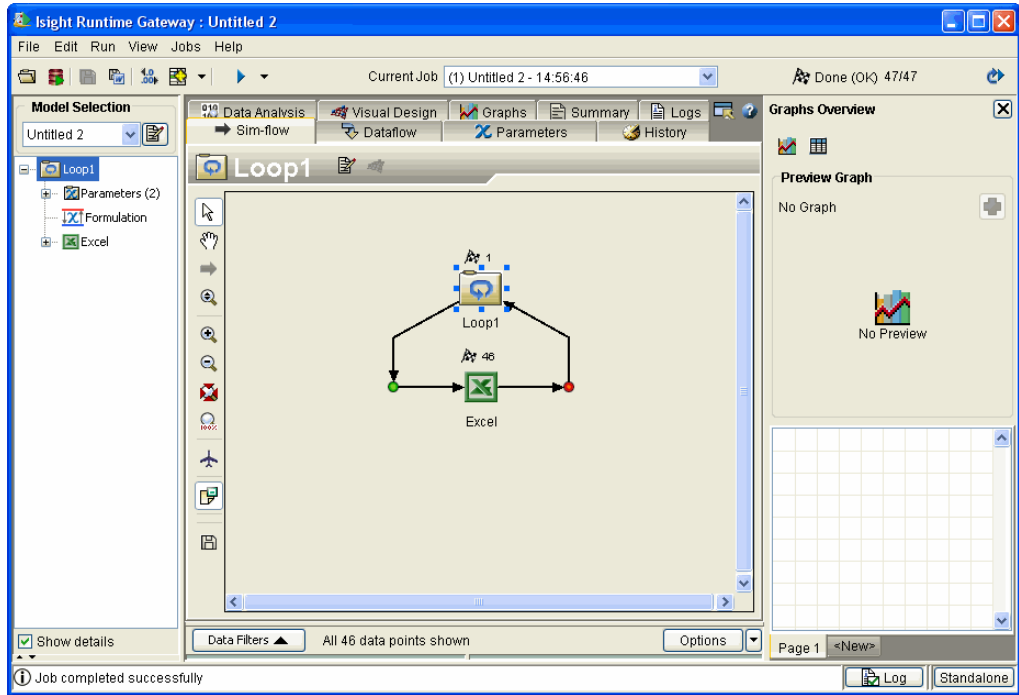 Isight Runtime Gateway : Untitled 2
File Edit Run View Jobs Help
Current Job (1) Untitled 2 - 14:56:46 Done (OK) 47/47
Model Selection
Untitled 2
Loop1
Parameters (2)
Formulation
Excel
Data Analysis Visual Design Graphs Summary Logs
Sim-flow Dataflow Parameters History
Loop1
1
Loop1
46
Excel
100%
Graphs Overview
Preview Graph
No Graph
No Preview
Show details
Data Filters All 46 data points shown Options
Page 1 <New>
Job completed successfully Log Standalone